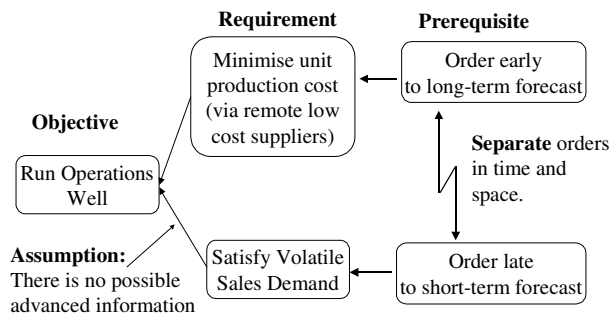 Requirement
Prerequisite
Minimise unit
production cost
(via remote low
cost suppliers)
Order early
to long-term forecast
Objective
Separate orders
in time and
space.
Run Operations
Well
Assumption:
There is no possible
advanced information
Satisfy Volatile
Sales Demand
Order late
to short-term forecast